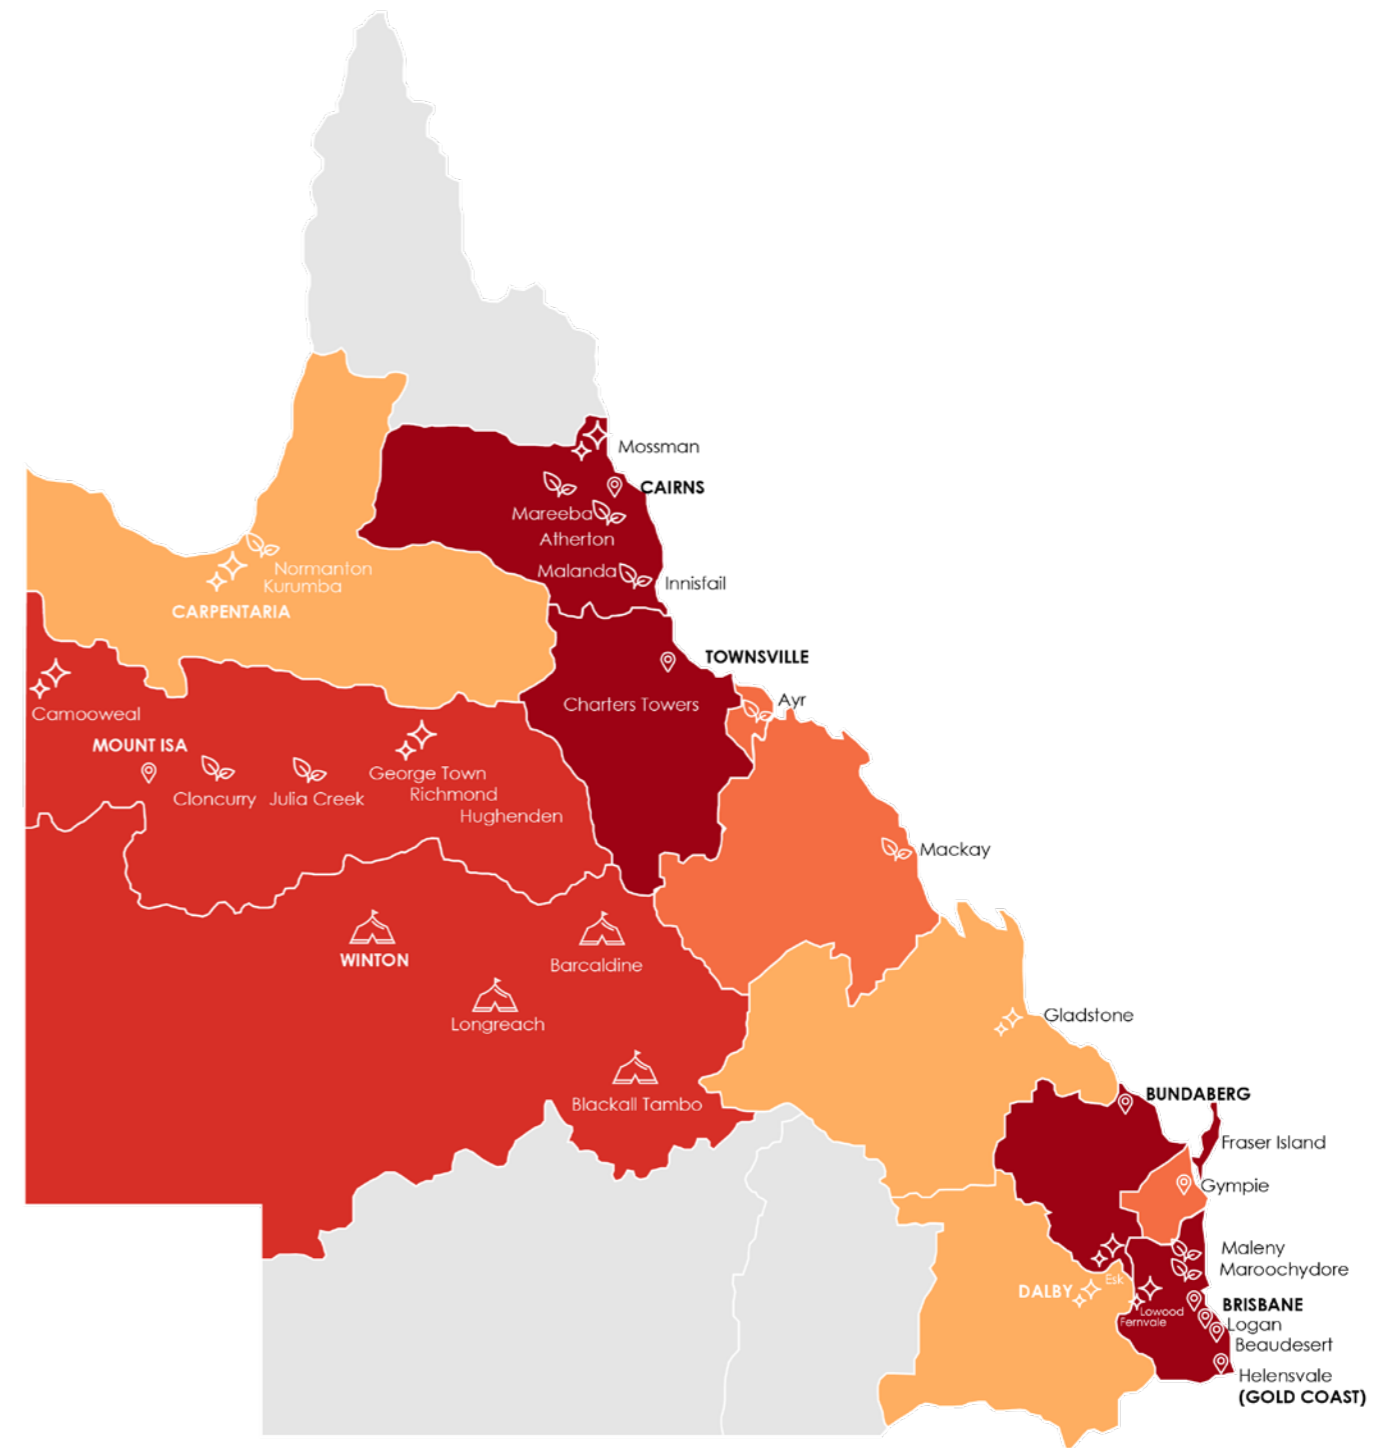 Mossman
CAIRNS
Mareeba
Atherton
Malanda
Innisfail
Normanton
Kurumba
CARPENTARIA
TOWNSVILLE
Charters Towers
Ayr
Camooweal
MOUNT ISA
Cloncurry
Julia Creek
George Town
Richmond
Hughenden
Mackay
WINTON
Barcaldine
Longreach
Blackall Tambo
Gladstone
BUNDABERG
Fraser Island
Gympie
Maleny
Maroochydore
Esk
DALBY
Lowood
Fernvale
BRISBANE
Logan
Beaudesert
Helensvale
(GOLD COAST)